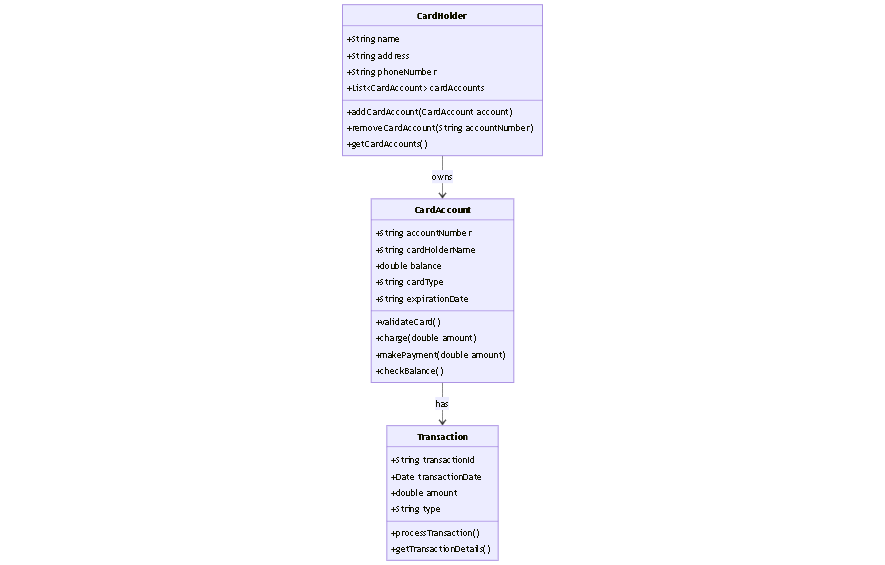 CardHolder
+String name
+String address
+String phoneNumber
+List<CardAccount> cardAccounts
+addCardAccount(CardAccount account)
+removeCardAccount(String accountNumber)
+getCardAccounts()
owns
CardAccount
+String accountNumber
+String cardHolderName
+double balance
+String cardType
+String expirationDate
+validateCard()
+charge(double amount)
+makePayment(double amount)
+checkBalance()
has
Transaction
+String transactionId
+Date transactionDate
+double amount
+String type
+processTransaction()
+getTransactionDetails()